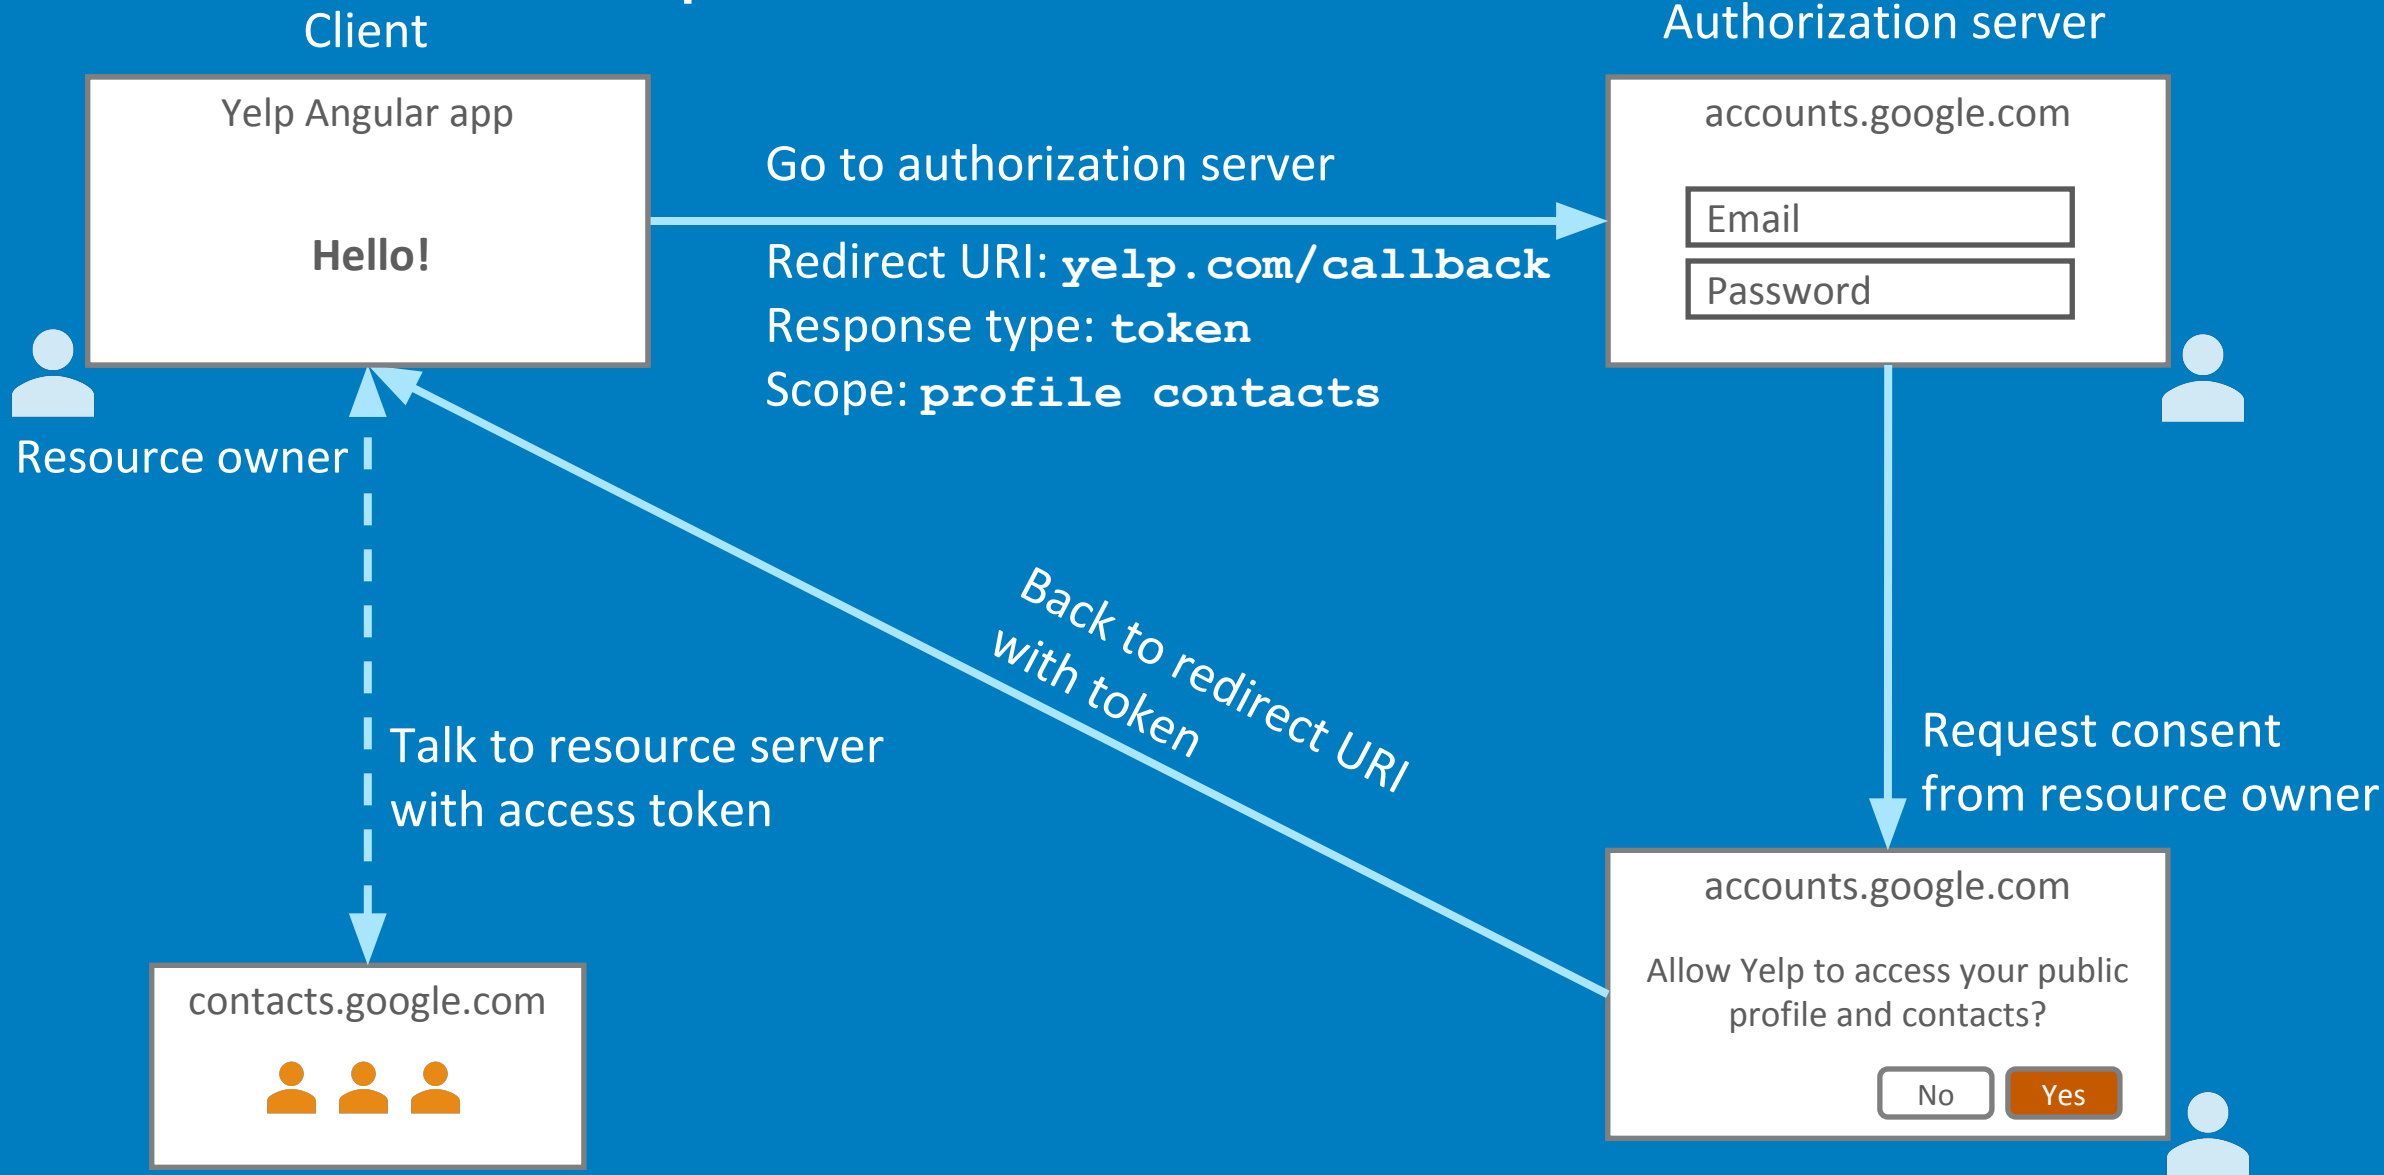 Client
Authorization server
Yelp Angular app
Hello!
Go to authorization server
Redirect URI: yelp.com/callback
Response type: token
Scope: profile contacts
accounts.google.com
Email
Password
Resource owner
Back to redirect URI
with token
Talk to resource server
with access token
Request consent
from resource owner
contacts.google.com
accounts.google.com
Allow Yelp to access your public
profile and contacts?
No
Yes